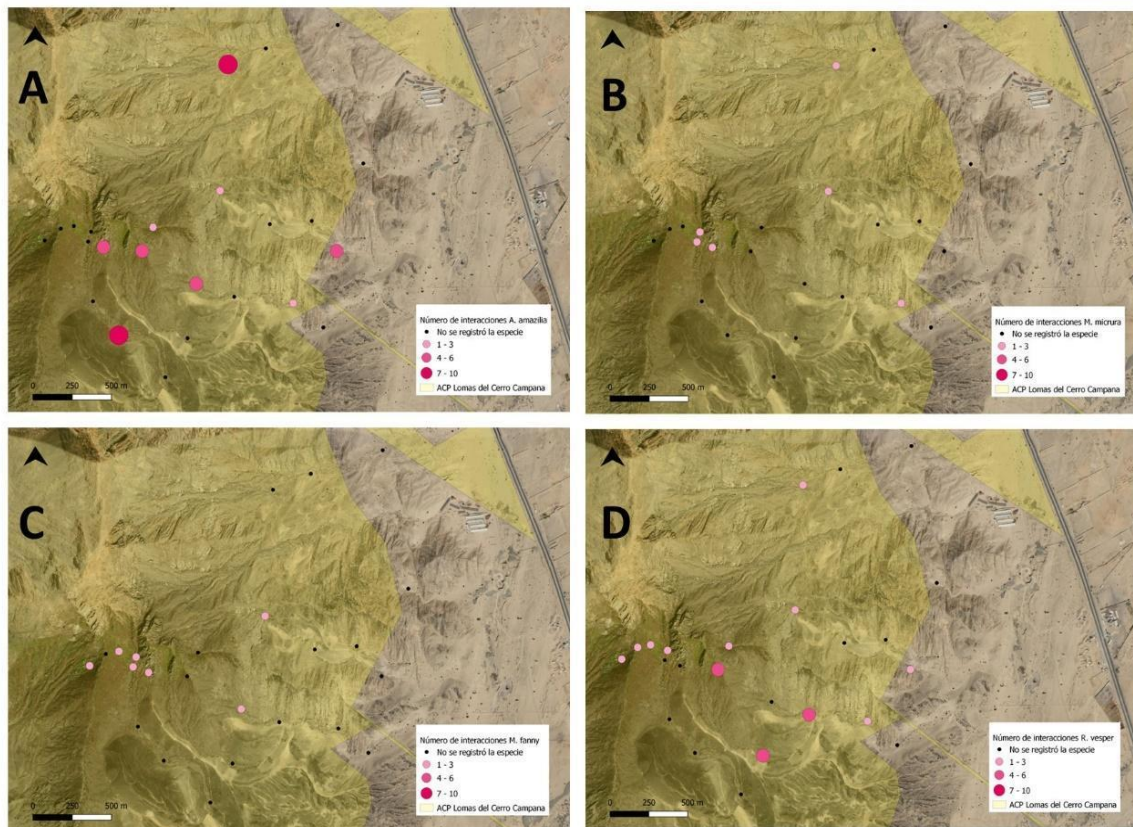 A
Número de interacciones A. amazilia
No se registró la especie
1 - 3
4 - 6
7 - 10
ACP Lomas del Cerro Campana
0 250 500 m
B
Número de interacciones M. micrura
No se registró la especie
1 - 3
4 - 6
7 - 10
ACP Lomas del Cerro Campana
0 250 500 m
C
Número de interacciones M. fanny
No se registró la especie
1 - 3
4 - 6
7 - 10
ACP Lomas del Cerro Campana
0 250 500 m
D
Número de interacciones R. vesper
No se registró la especie
1 - 3
4 - 6
7 - 10
ACP Lomas del Cerro Campana
0 250 500 m